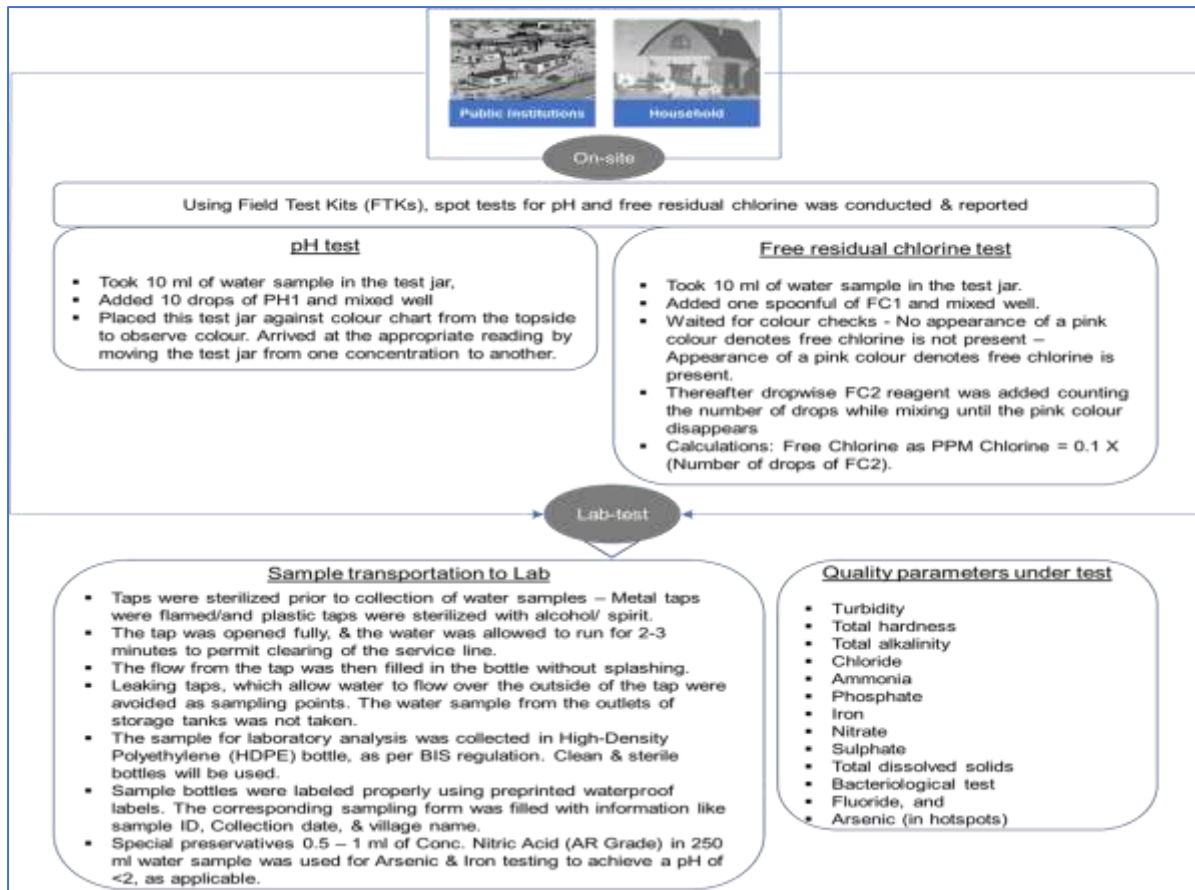 Public Institutions
Household
On-site
Using Field Test Kits (FTKs), spot tests for pH and free residual chlorine was conducted & reported
pH test
▪ Took 10 ml of water sample in the test jar,
▪ Added 10 drops of PH1 and mixed well
▪ Placed this test jar against colour chart from the topside
to observe colour. Arrived at the appropriate reading by
moving the test jar from one concentration to another.
Free residual chlorine test
▪ Took 10 ml of water sample in the test jar.
▪ Added one spoonful of FC1 and mixed well.
▪ Waited for colour checks - No appearance of a pink
colour denotes free chlorine is not present –
Appearance of a pink colour denotes free chlorine is
present.
▪ Thereafter dropwise FC2 reagent was added counting
the number of drops while mixing until the pink colour
disappears
▪ Calculations: Free Chlorine as PPM Chlorine = 0.1 X
(Number of drops of FC2).
Lab-test
Sample transportation to Lab
▪ Taps were sterilized prior to collection of water samples – Metal taps
were flamed/and plastic taps were sterilized with alcohol/ spirit.
▪ The tap was opened fully, & the water was allowed to run for 2-3
minutes to permit clearing of the service line.
▪ The flow from the tap was then filled in the bottle without splashing.
▪ Leaking taps, which allow water to flow over the outside of the tap were
avoided as sampling points. The water sample from the outlets of
storage tanks was not taken.
▪ The sample for laboratory analysis was collected in High-Density
Polyethylene (HDPE) bottle, as per BIS regulation. Clean & sterile
bottles will be used.
▪ Sample bottles were labeled properly using preprinted waterproof
labels. The corresponding sampling form was filled with information like
sample ID, Collection date, & village name.
▪ Special preservatives 0.5 – 1 ml of Conc. Nitric Acid (AR Grade) in 250
ml water sample was used for Arsenic & Iron testing to achieve a pH of
<2, as applicable.
Quality parameters under test
▪ Turbidity
▪ Total hardness
▪ Total alkalinity
▪ Chloride
▪ Ammonia
▪ Phosphate
▪ Iron
▪ Nitrate
▪ Sulphate
▪ Total dissolved solids
▪ Bacteriological test
▪ Fluoride, and
▪ Arsenic (in hotspots)